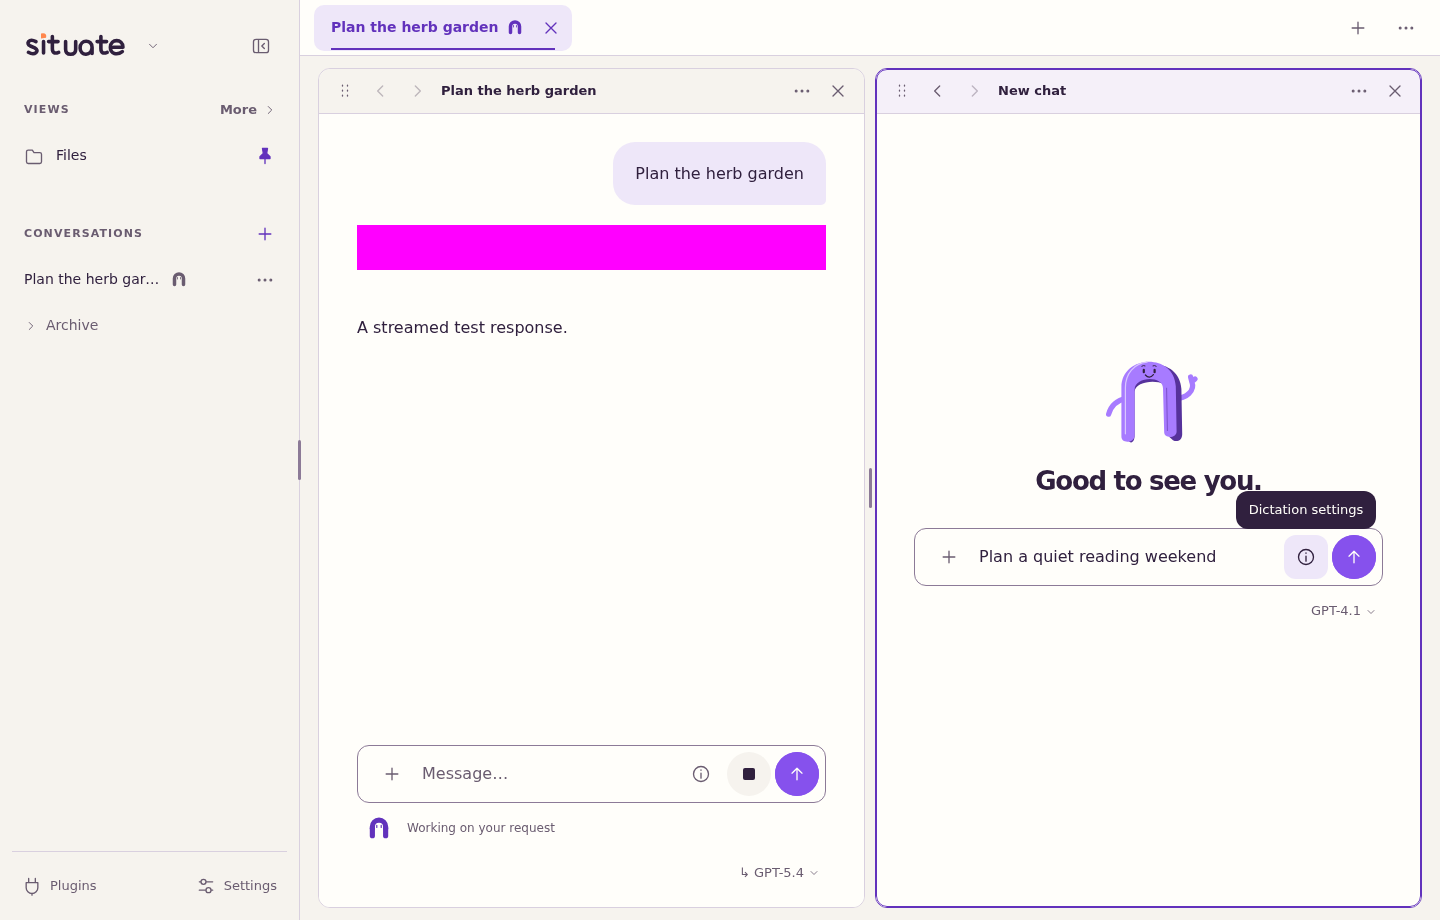 situate
VIEWS
More
Files
CONVERSATIONS
Plan the herb gar...
Archive
Plugins
Settings
Plan the herb garden
Plan the herb garden
Plan the herb garden
A streamed test response.
Message...
Working on your request
↳ GPT-5.4
New chat
Good to see you.
Dictation settings
Plan a quiet reading weekend
GPT-4.1